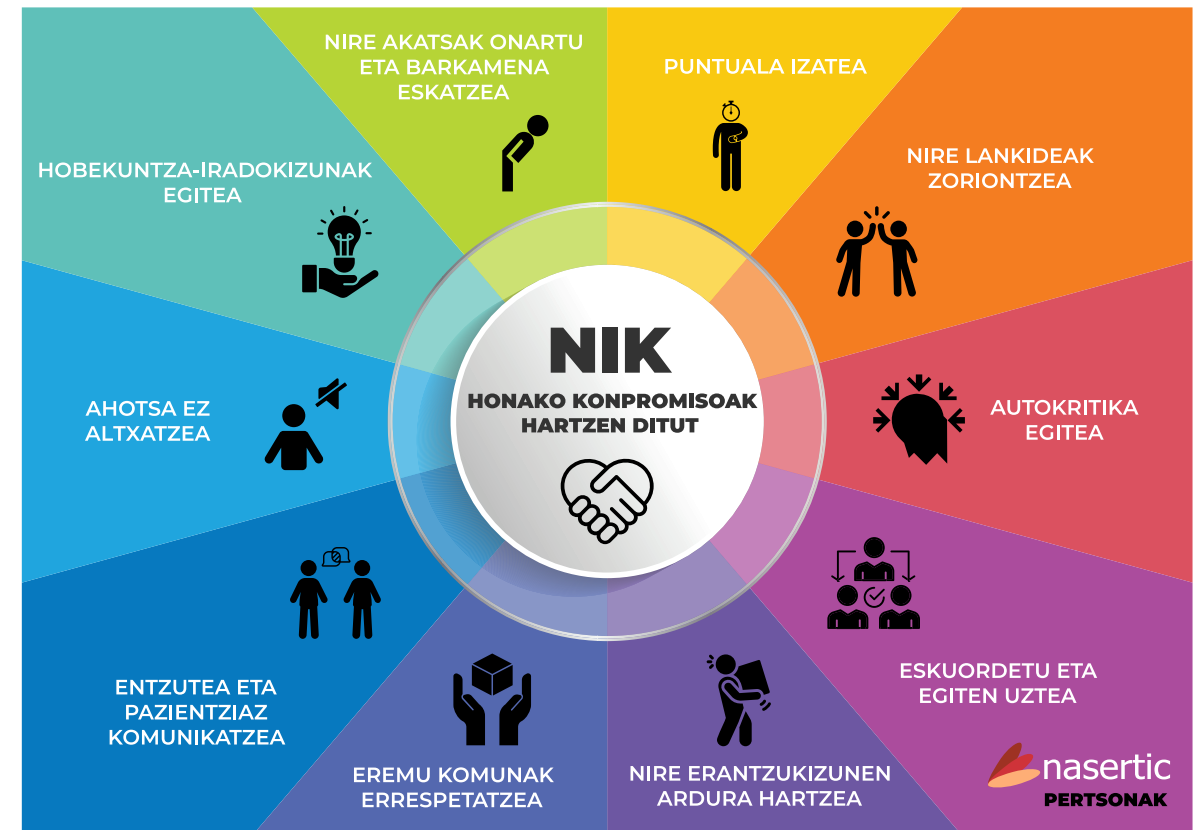 NIRE AKATSAK ONARTU
ETA BARKAMENA
ESKATZEA
PUNTUALA IZATEA
NIRE LANKIDEAK
ZORIONTZEA
AUTOKRITIKA
EGITEA
ESKUORDETU ETA
EGITEN UZTEA
NIRE ERANTZUKIZUNEN
ARDURA HARTZEA
EREMU KOMUNAK
ERRESPETATZEA
ENTZUTEA ETA
PAZIENTZIAZ
KOMUNIKATZEA
AHOTSA EZ
ALTXATZEA
HOBEKUNTZA-IRADOKIZUNAK
EGITEA
NIK
HONAKO KONPROMISOAK
HARTZEN DITUT
nasertic
PERTSONAK